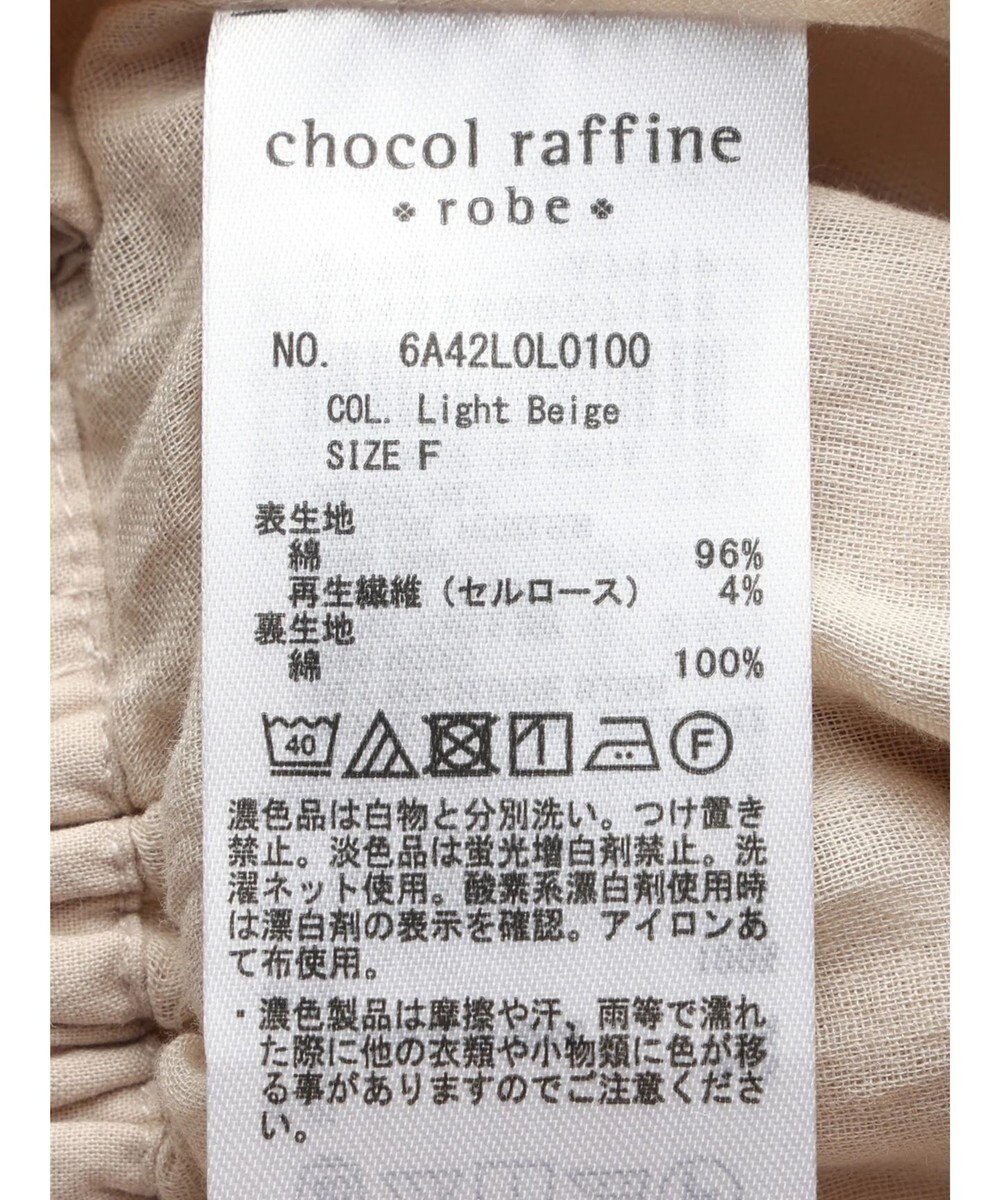 chocol raffine
robe
NO. 6A42L0L0100
COL. Light Beige
SIZE F
表生地
綿 96%
再生繊維（セルロース） 4%
裏生地
綿 100%
40 F
濃色品は白物と分別洗い。つけ置き
禁止。淡色品は蛍光増白剤禁止。洗
濯ネット使用。酸素系漂白剤使用時
は漂白剤の表示を確認。アイロンあ
て布使用。
・濃色製品は摩擦や汗、雨等で濡れ
た際に他の衣類や小物類に色が移
る事がありますのでご注意くださ
い。